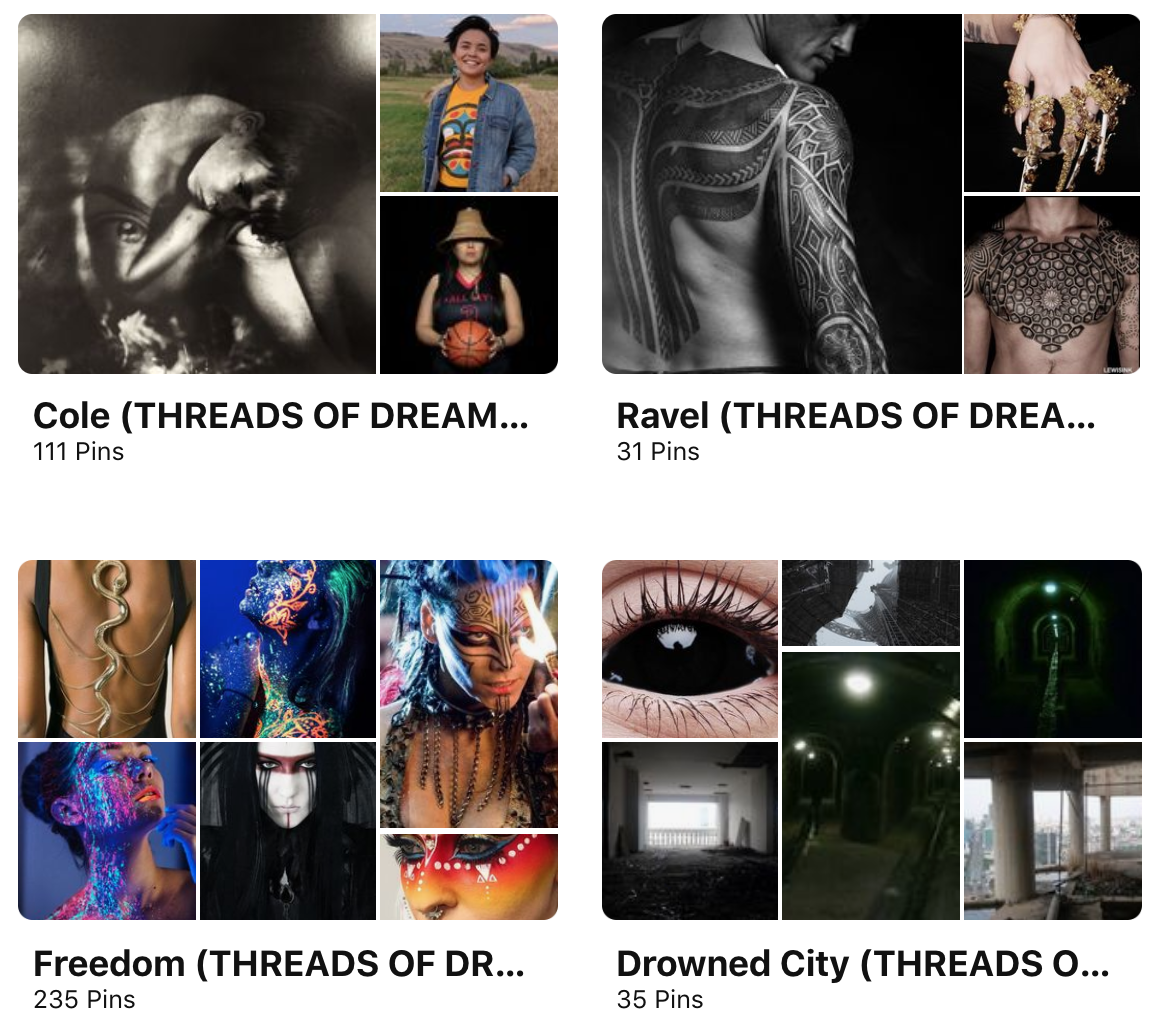 LEWISINK
Cole (THREADS OF DREAM...
111 Pins
Ravel (THREADS OF DREA...
31 Pins
Freedom (THREADS OF DR...
235 Pins
Drowned City (THREADS O...
35 Pins